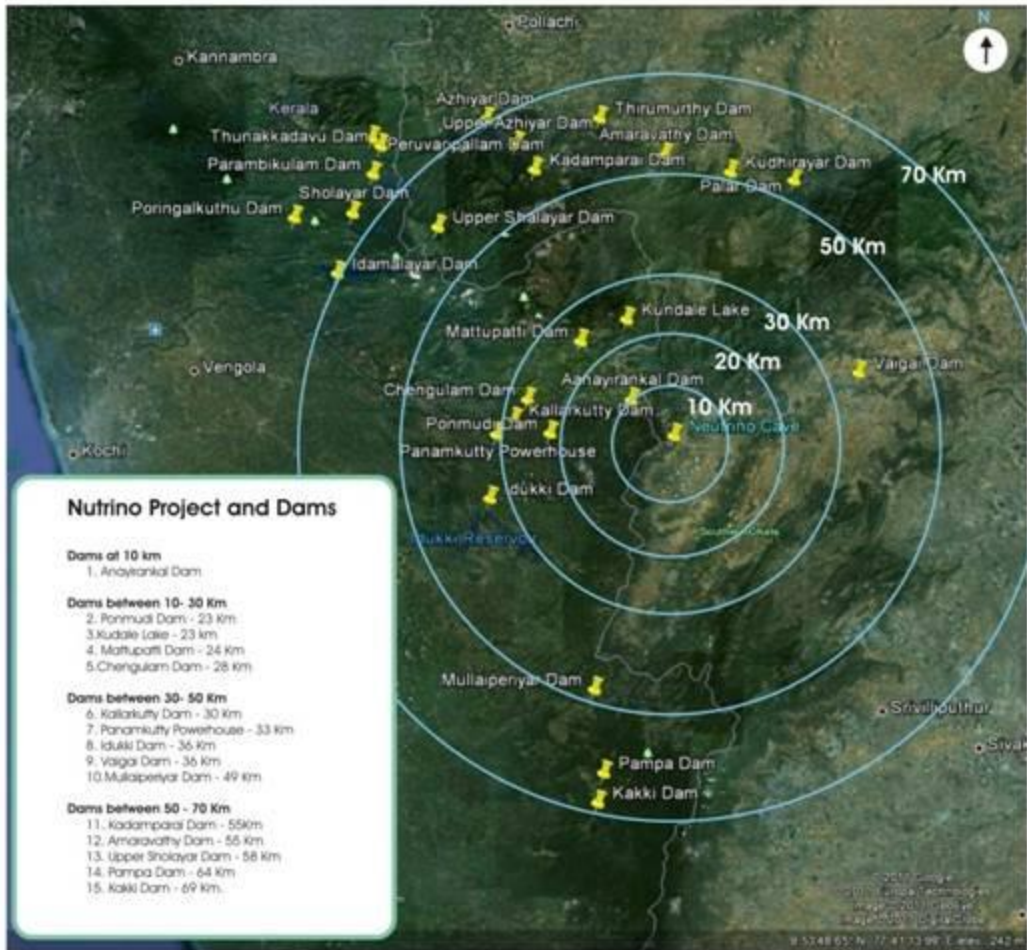 N
Pollachi
Kannambra
Kerala
Azhiyar Dam
Thirumurthy Dam
Upper Azhiyar Dam
Amaravathy Dam
Thunakkadavu Dam
Peruvaripallam Dam
Parambikulam Dam
Kadamparai Dam
Kudhirayar Dam
Palar Dam
70 Km
Sholayar Dam
Poringalkuthu Dam
Upper Shalayar Dam
50 Km
Idamalayar Dam
Kundale Lake
Mattupatti Dam
30 Km
Vengola
20 Km
Vaigai Dam
Aanayirankal Dam
Chengulam Dam
10 Km
Kallarkutty Dam
Ponmudi Dam
Neutrino Cave
Kochi
Panamkutty Powerhouse
Idukki Dam
Idukki Reservoir
Mullaiperiyar Dam
Srivilliputhur
Pampa Dam
Kakki Dam
Nutrino Project and Dams
Dams at 10 km
1. Anayirankal Dam
Dams between 10- 30 Km
2. Ponmudi Dam - 23 Km
3.Kudale Lake - 23 km
4. Mattupatti Dam - 24 Km
5.Chengulam Dam - 28 Km
Dams between 30- 50 Km
6. Kallarkutty Dam - 30 Km
7. Panamkutty Powerhouse - 33 Km
8. Idukki Dam - 36 Km
9. Vaigai Dam - 36 Km
10.Mullaiperiyar Dam - 49 Km
Dams between 50 - 70 Km
11. Kadamparai Dam - 55Km
12. Amaravathy Dam - 55 Km
13. Upper Sholayar Dam - 58 Km
14. Pampa Dam - 64 Km
15. Kakki Dam - 69 Km.